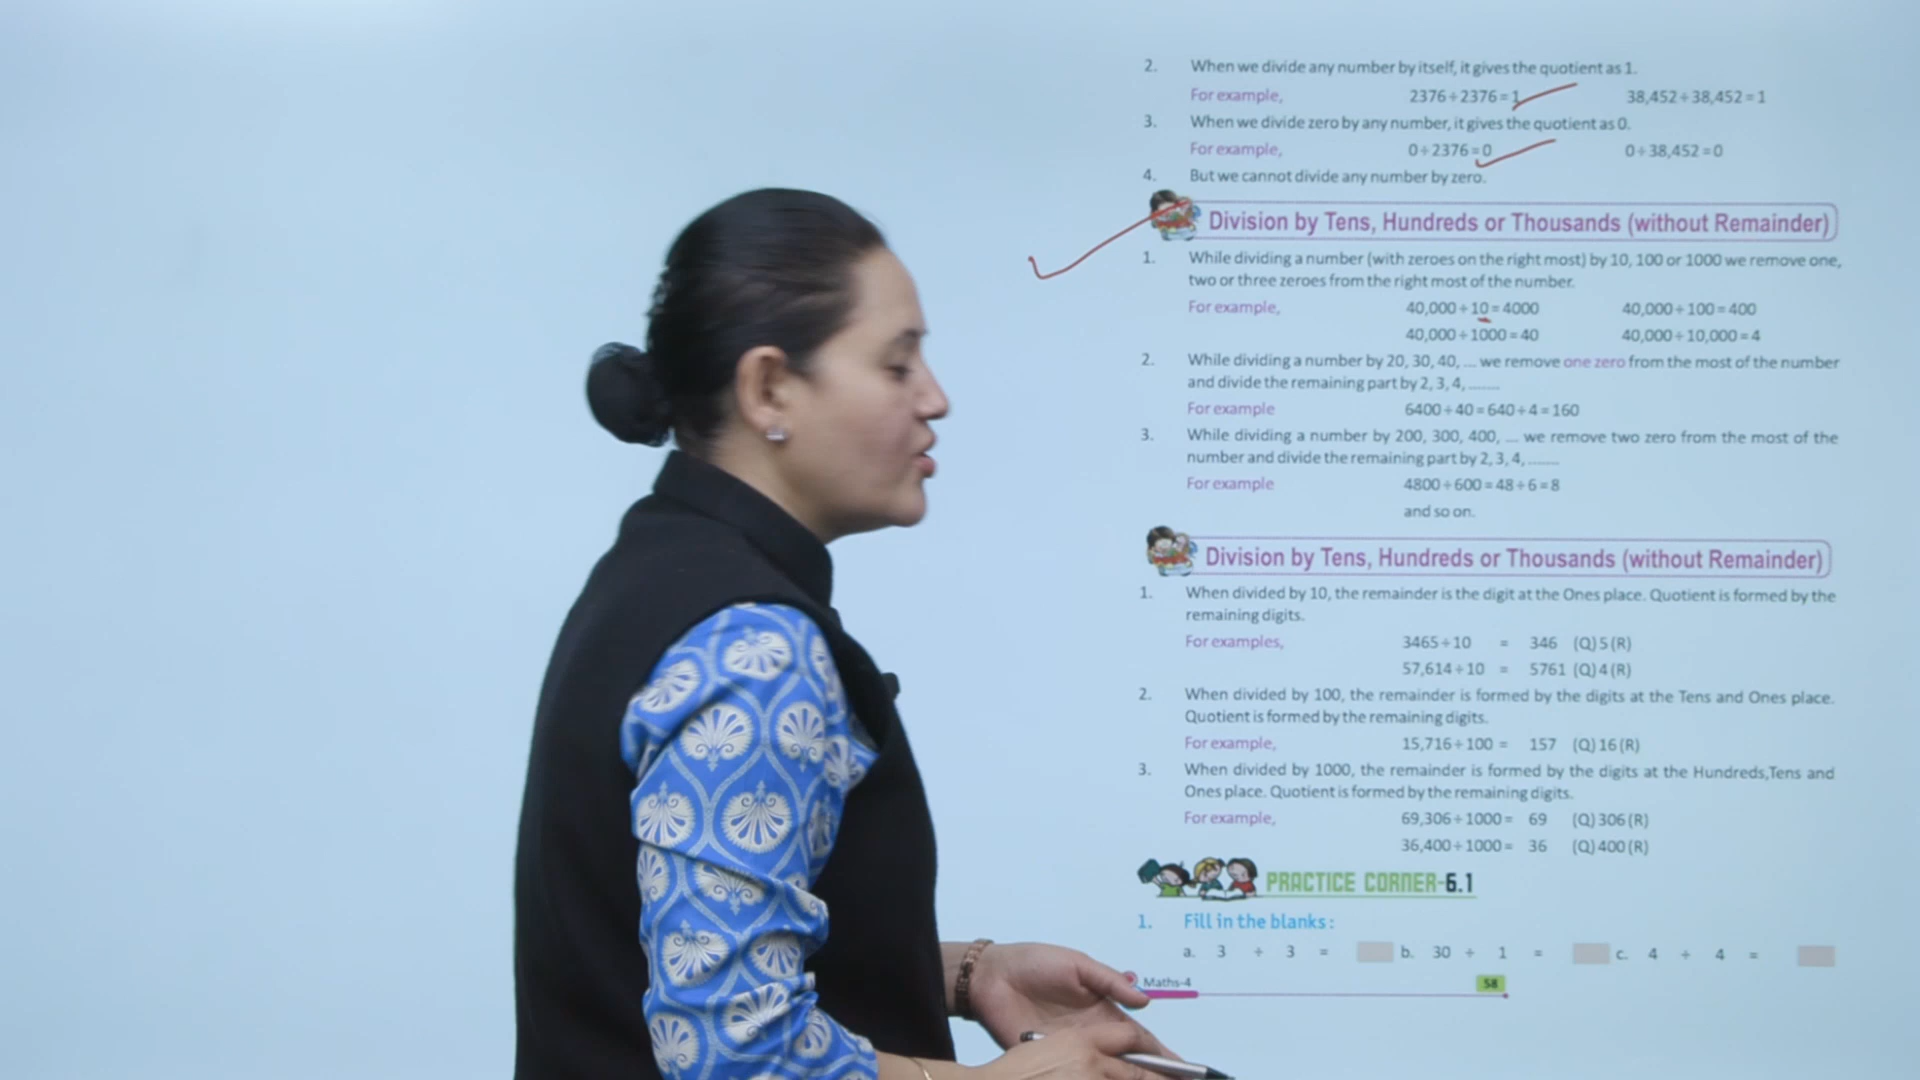 2. When we divide any number by itself, it gives the quotient as 1.
For example, 2376÷2376=1 38,452÷38,452=1
3. When we divide zero by any number, it gives the quotient as 0.
For example, 0÷2376=0 0÷38,452=0
4. But we cannot divide any number by zero.
Division by Tens, Hundreds or Thousands (without Remainder)
1. While dividing a number (with zeroes on the right most) by 10, 100 or 1000 we remove one,
two or three zeroes from the right most of the number.
For example, 40,000÷10=4000 40,000÷100=400
40,000÷1000=40 40,000÷10,000=4
2. While dividing a number by 20, 30, 40, ... we remove one zero from the most of the number
and divide the remaining part by 2, 3, 4, ........
For example 6400÷40=640÷4=160
3. While dividing a number by 200, 300, 400, ... we remove two zero from the most of the
number and divide the remaining part by 2, 3, 4, ........
For example 4800÷600=48÷6=8
and so on.
Division by Tens, Hundreds or Thousands (without Remainder)
1. When divided by 10, the remainder is the digit at the Ones place. Quotient is formed by the
remaining digits.
For examples, 3465÷10 = 346 (Q) 5 (R)
57,614÷10 = 5761 (Q) 4 (R)
2. When divided by 100, the remainder is formed by the digits at the Tens and Ones place.
Quotient is formed by the remaining digits.
For example, 15,716÷100 = 157 (Q) 16 (R)
3. When divided by 1000, the remainder is formed by the digits at the Hundreds,Tens and
Ones place. Quotient is formed by the remaining digits.
For example, 69,306÷1000 = 69 (Q) 306 (R)
36,400÷1000 = 36 (Q) 400 (R)
PRACTICE CORNER-6.1
1. Fill in the blanks:
a. 3 ÷ 3 = b. 30 ÷ 1 = c. 4 ÷ 4 =
Maths-4 58